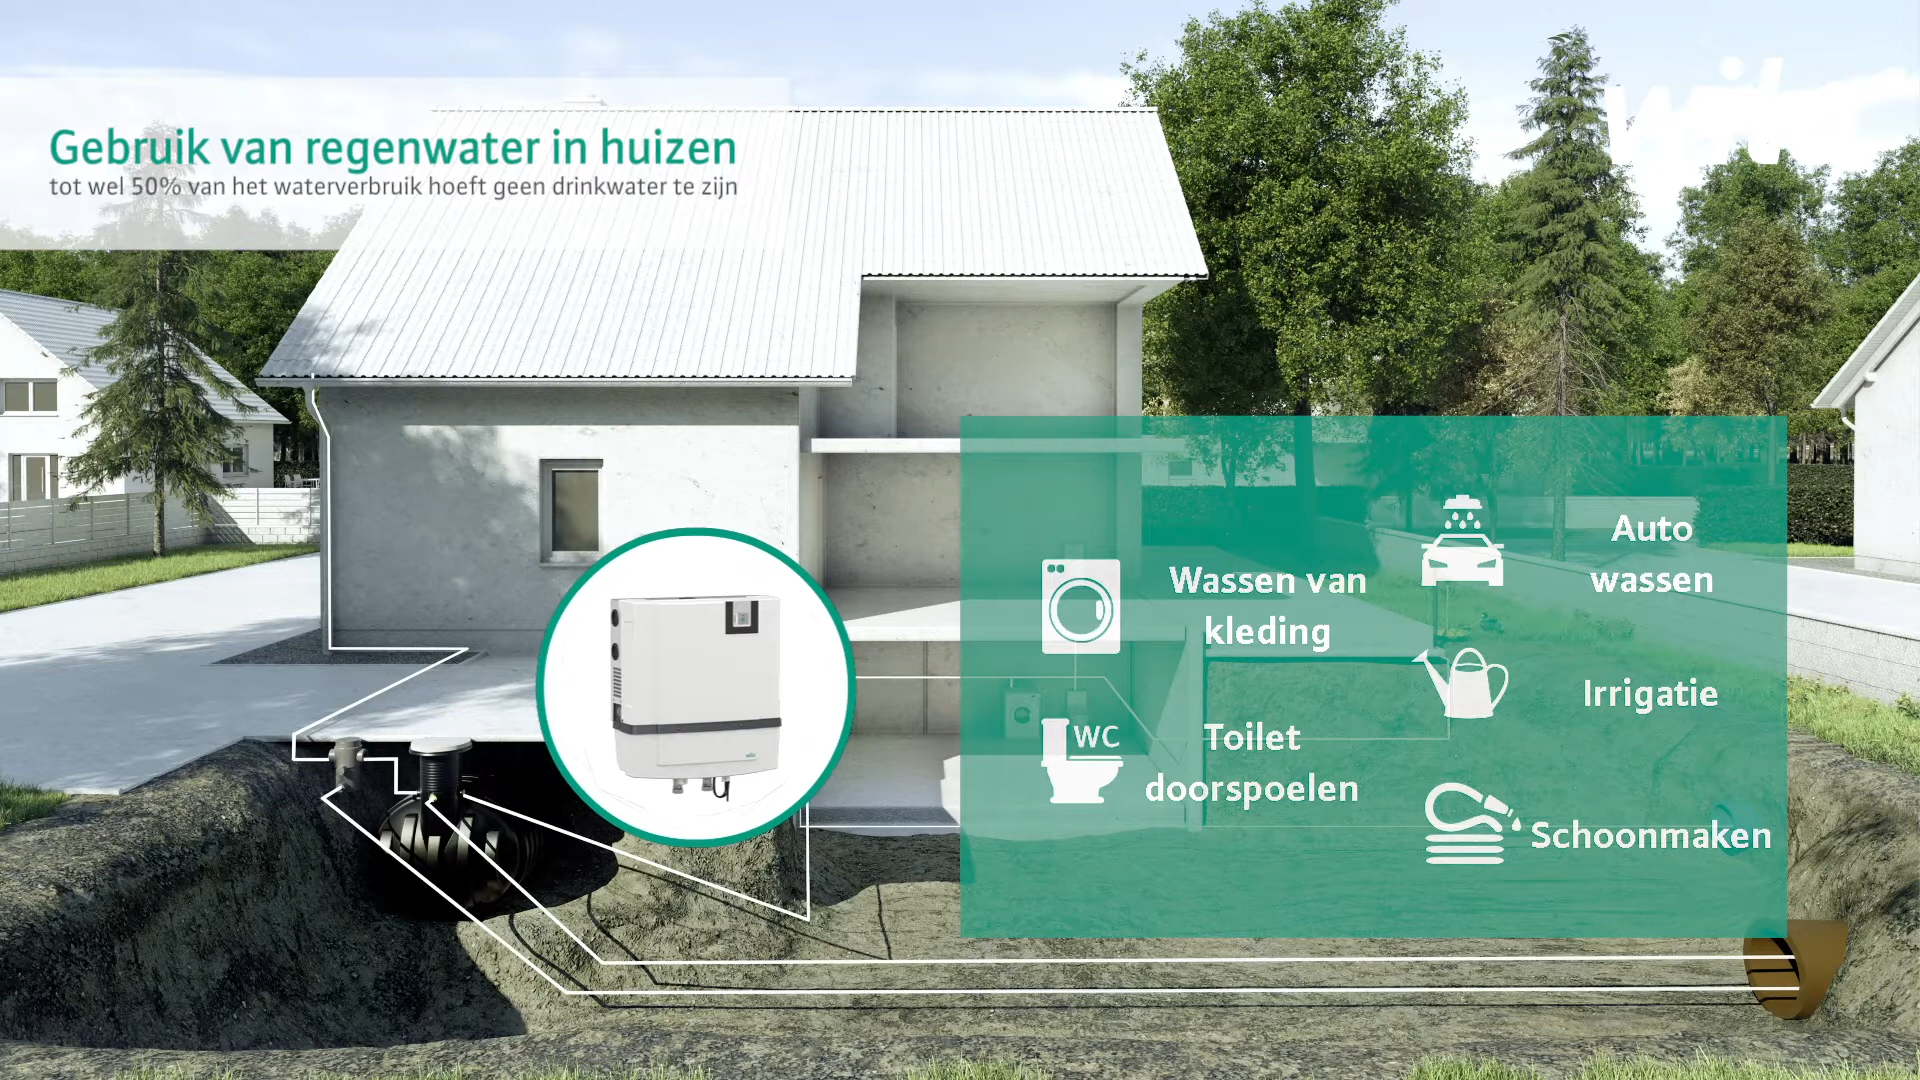 Gebruik van regenwater in huizen
tot wel 50% van het waterverbruik hoeft geen drinkwater te zijn
wilo
Wassen van
kleding
WC
Toilet
doorspoelen
Auto
wassen
Irrigatie
Schoonmaken